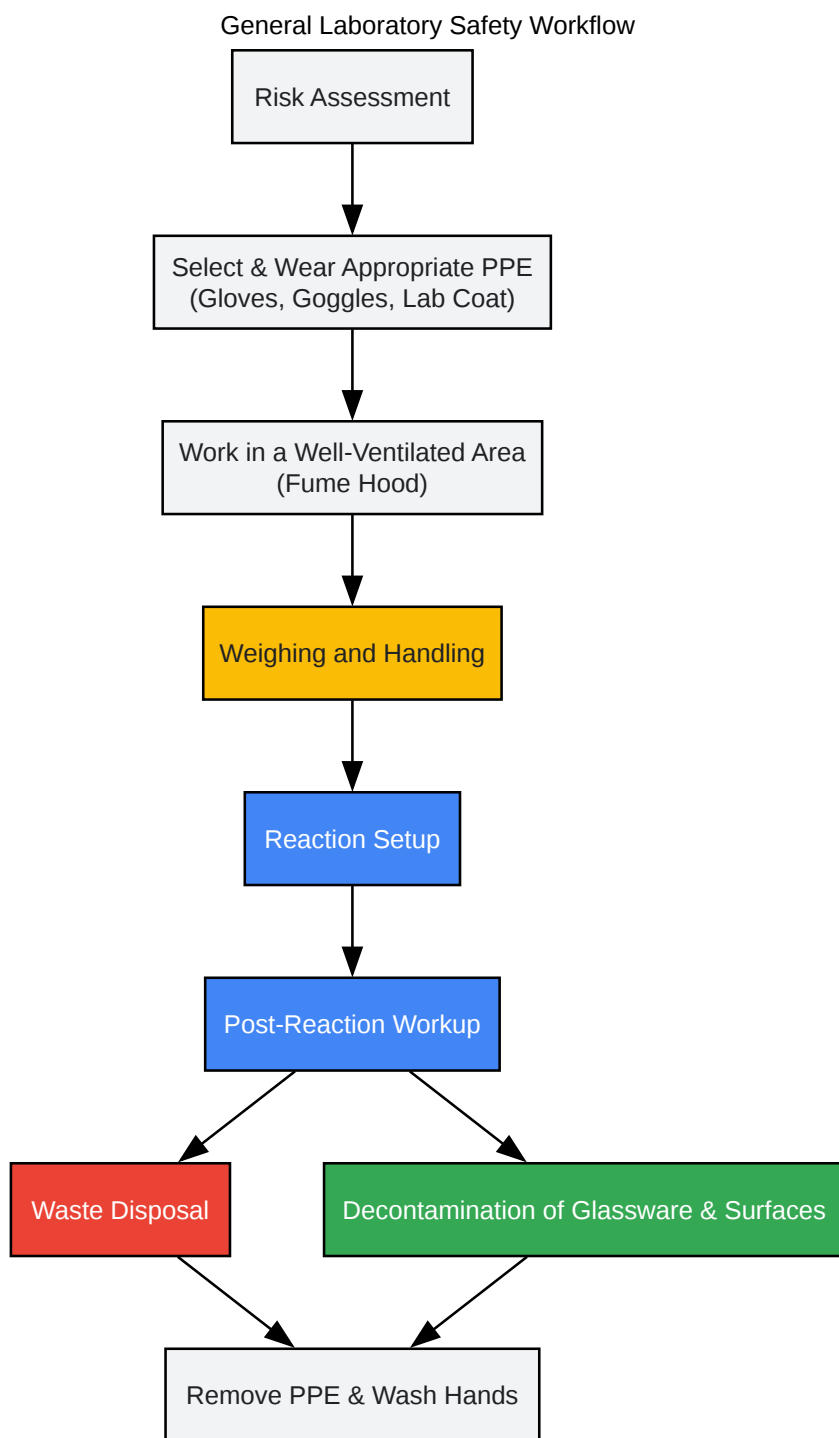 General Laboratory Safety Workflow
Risk Assessment
Select & Wear Appropriate PPE
(Gloves, Goggles, Lab Coat)
Work in a Well-Ventilated Area
(Fume Hood)
Weighing and Handling
Reaction Setup
Post-Reaction Workup
Waste Disposal
Decontamination of Glassware & Surfaces
Remove PPE & Wash Hands